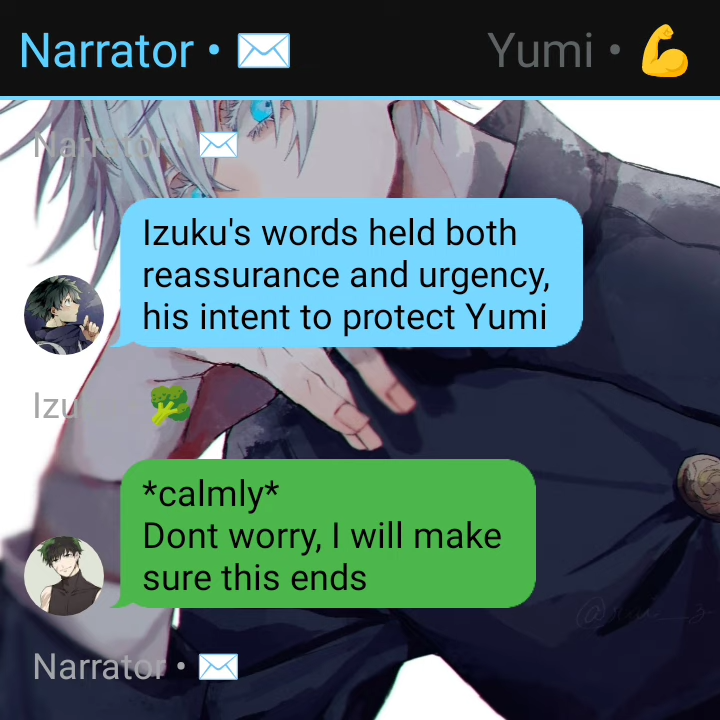 Narrator • ✉️
Yumi • 💪
Narrator • ✉️
Izuku's words held both
reassurance and urgency,
his intent to protect Yumi
Izu 🥦
*calmly*
Dont worry, I will make
sure this ends
Narrator • ✉️